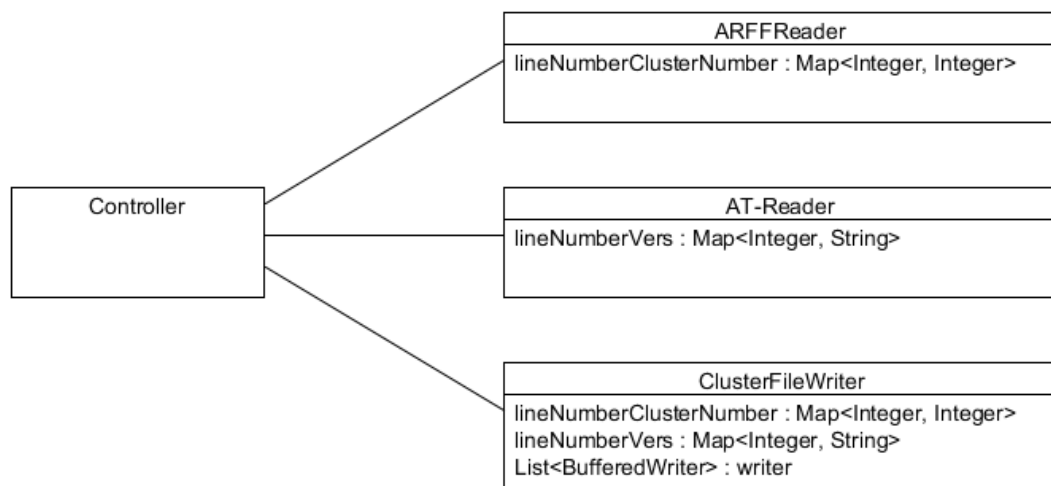 ARFFReader
lineNumberClusterNumber : Map<Integer, Integer>
Controller
AT-Reader
lineNumberVers : Map<Integer, String>
ClusterFileWriter
lineNumberClusterNumber : Map<Integer, Integer>
lineNumberVers : Map<Integer, String>
List<BufferedWriter> : writer